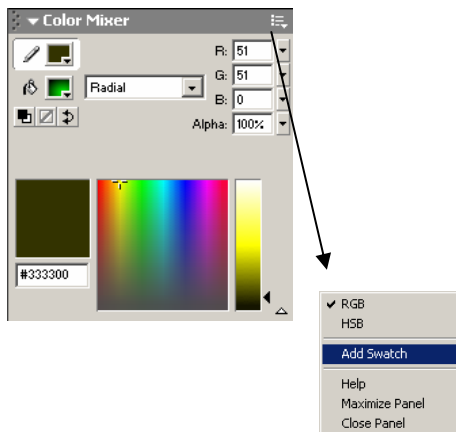 Color Mixer
R: 51
G: 51
Radial
B: 0
Alpha: 100%
#333300
RGB
HSB
Add Swatch
Help
Maximize Panel
Close Panel